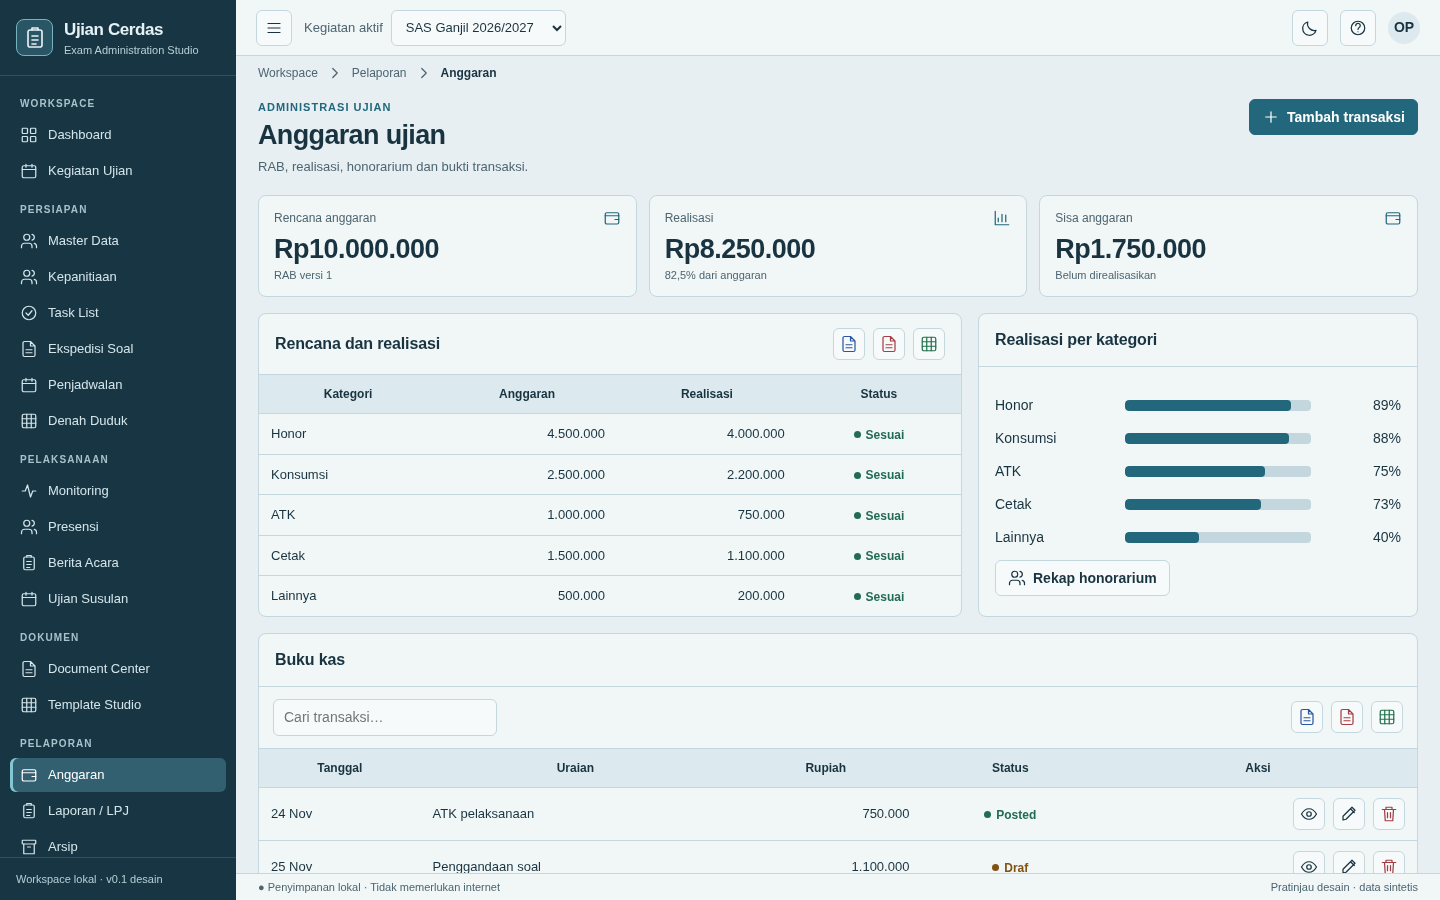 Ujian Cerdas
Exam Administration Studio
WORKSPACE
Dashboard
Kegiatan Ujian
PERSIAPAN
Master Data
Kepanitiaan
Task List
Ekspedisi Soal
Penjadwalan
Denah Duduk
PELAKSANAAN
Monitoring
Presensi
Berita Acara
Ujian Susulan
DOKUMEN
Document Center
Template Studio
PELAPORAN
Anggaran
Laporan / LPJ
Arsip
Workspace lokal · v0.1 desain
Kegiatan aktif SAS Ganjil 2026/2027 OP
Workspace Pelaporan Anggaran
ADMINISTRASI UJIAN
Anggaran ujian
RAB, realisasi, honorarium dan bukti transaksi.
Tambah transaksi
Rencana anggaran
Rp10.000.000
RAB versi 1
Realisasi
Rp8.250.000
82,5% dari anggaran
Sisa anggaran
Rp1.750.000
Belum direalisasikan
Rencana dan realisasi
Kategori Anggaran Realisasi Status
Honor 4.500.000 4.000.000 Sesuai
Konsumsi 2.500.000 2.200.000 Sesuai
ATK 1.000.000 750.000 Sesuai
Cetak 1.500.000 1.100.000 Sesuai
Lainnya 500.000 200.000 Sesuai
Realisasi per kategori
Honor 89%
Konsumsi 88%
ATK 75%
Cetak 73%
Lainnya 40%
Rekap honorarium
Buku kas
Cari transaksi…
Tanggal Uraian Rupiah Status Aksi
24 Nov ATK pelaksanaan 750.000 Posted
25 Nov Penggandaan soal 1.100.000 Draf
● Penyimpanan lokal · Tidak memerlukan internet
Pratinjau desain · data sintetis